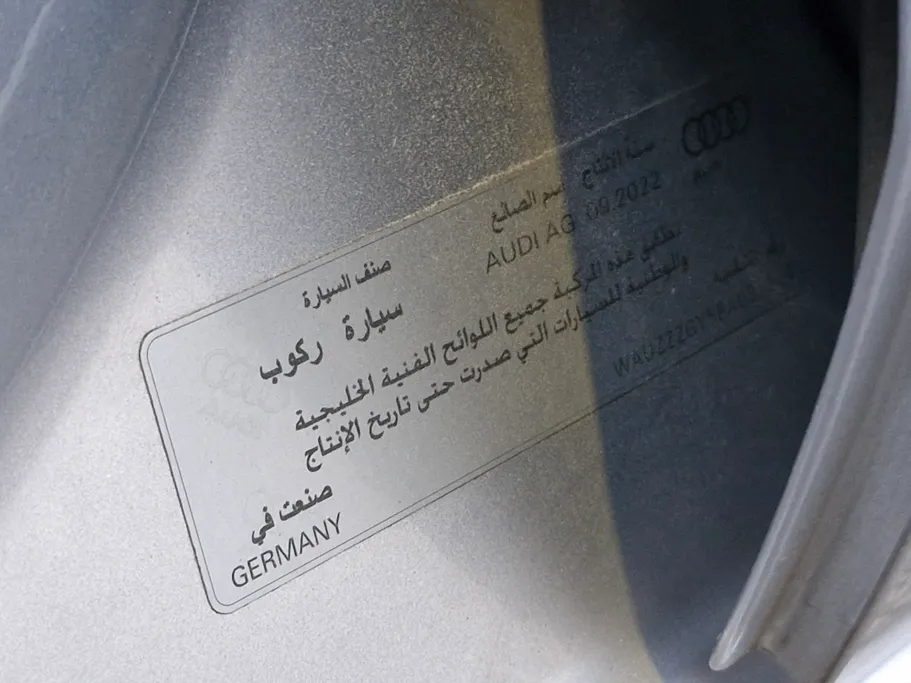 سنة الإنتاج
اسم الصانع
09.2022
AUDI AG
صنف السيارة
سيارة ركوب
تطابق هذه المركبة جميع اللوائح الفنية الخليجية
والوطنية للسيارات التي صدرت حتى تاريخ الإنتاج
صنعت في
GERMANY